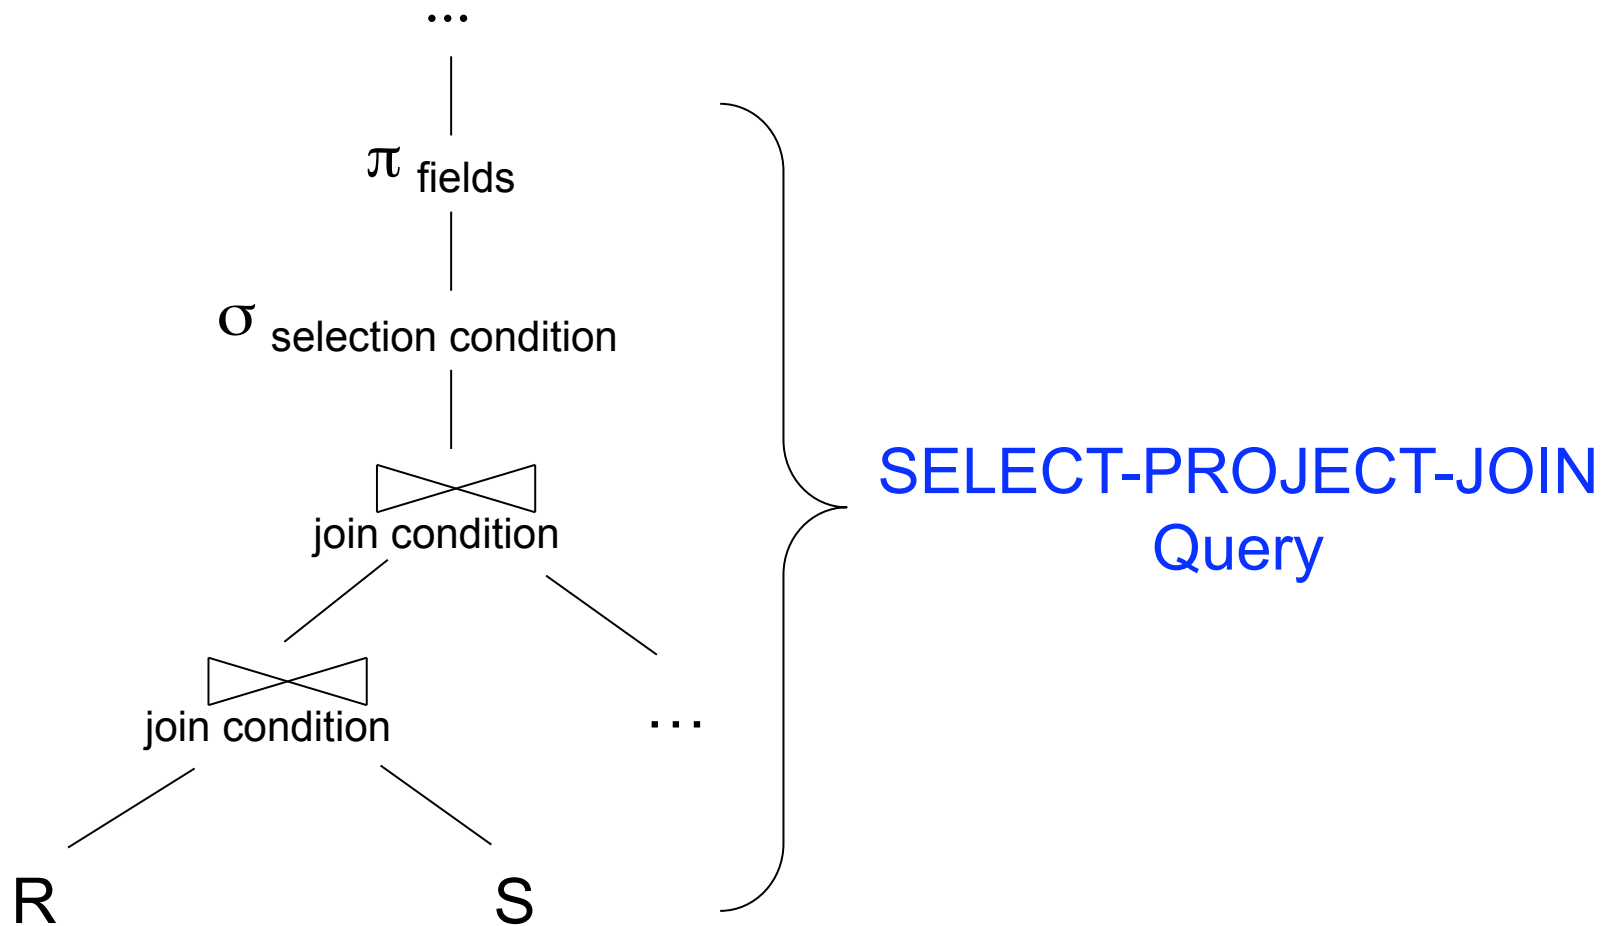 ...
π fields
σ selection condition
join condition
SELECT-PROJECT-JOIN
Query
join condition
...
R
S